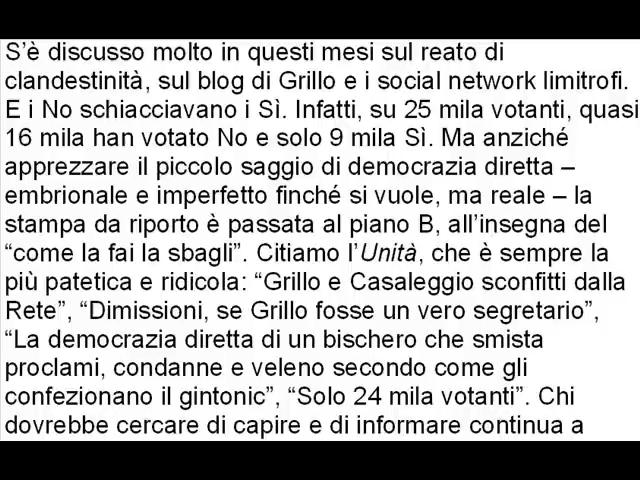 S’è discusso molto in questi mesi sul reato di
clandestinità, sul blog di Grillo e i social network limitrofi.
E i No schiacciavano i Sì. Infatti, su 25 mila votanti, quasi
16 mila han votato No e solo 9 mila Sì. Ma anziché
apprezzare il piccolo saggio di democrazia diretta –
embrionale e imperfetto finché si vuole, ma reale – la
stampa da riporto è passata al piano B, all’insegna del
“come la fai la sbagli”. Citiamo l’Unità, che è sempre la
più patetica e ridicola: “Grillo e Casaleggio sconfitti dalla
Rete”, “Dimissioni, se Grillo fosse un vero segretario”,
“La democrazia diretta di un bischero che smista
proclami, condanne e veleno secondo come gli
confezionano il gintonic”, “Solo 24 mila votanti”. Chi
dovrebbe cercare di capire e di informare continua a